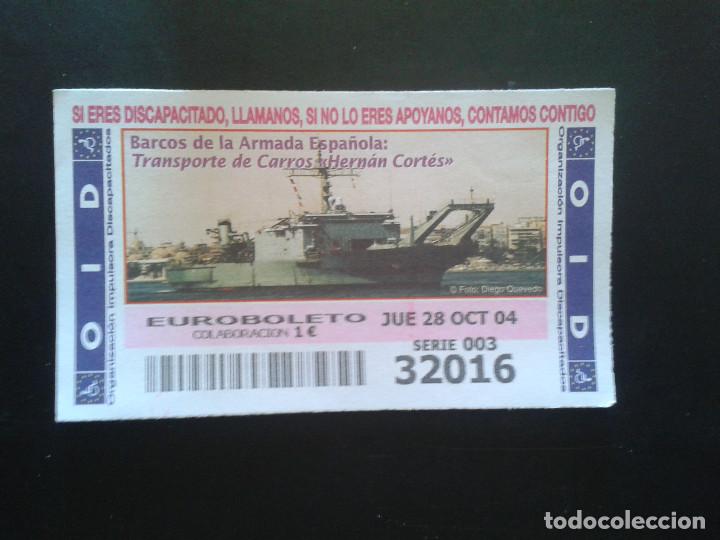 SI ERES DISCAPACITADO, LLAMANOS, SI NO LO ERES APOYANOS, CONTAMOS CONTIGO
OID
Organización Impulsora Discapacitados
Barcos de la Armada Española:
Transporte de Carros «Hernán Cortés»
© Foto: Diego Quevedo
OID
Organización Impulsora Discapacitados
EUROBOLETO JUE 28 OCT 04
COLABORACION 1 €
SERIE 003
32016
todocoleccion.net